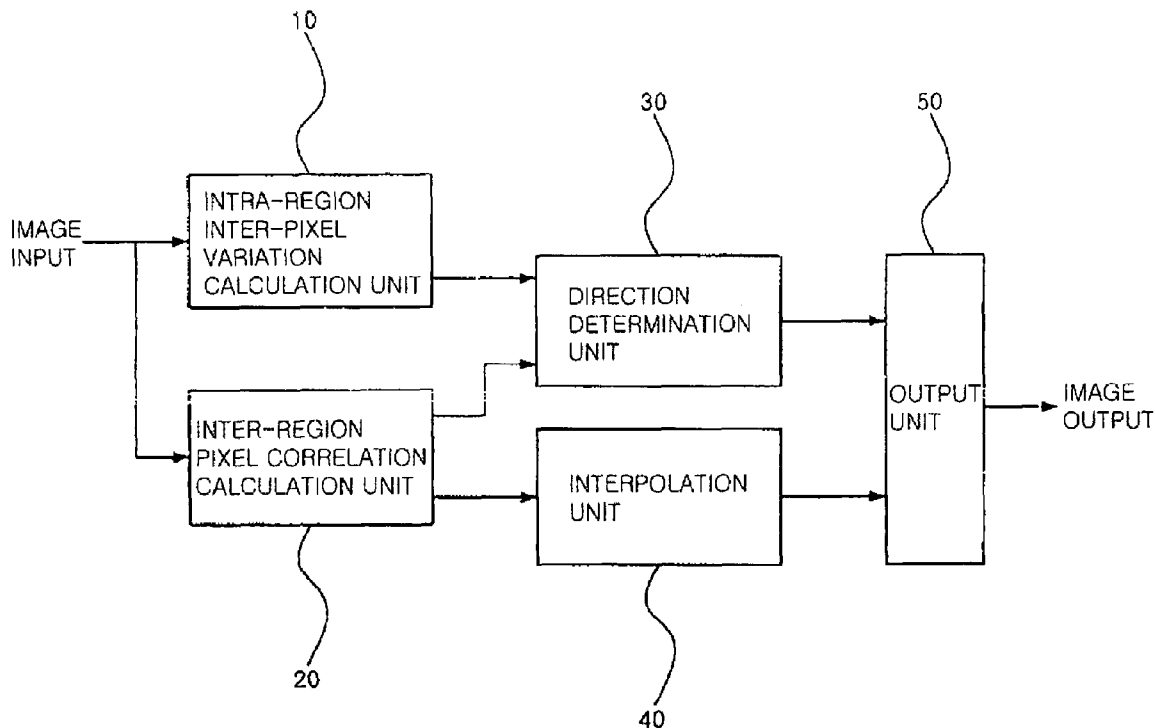 10
30
50
IMAGE
INPUT
INTRA-REGION
INTER-PIXEL
VARIATION
CALCULATION UNIT
DIRECTION
DETERMINATION
UNIT
OUTPUT
UNIT
IMAGE
OUTPUT
INTER-REGION
PIXEL CORRELATION
CALCULATION UNIT
INTERPOLATION
UNIT
20
40